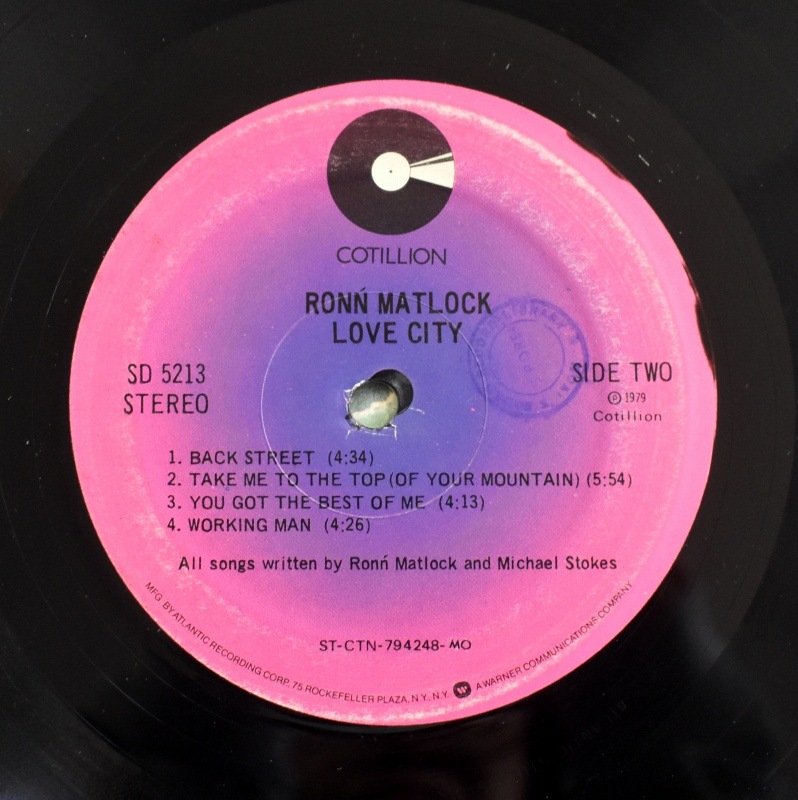 COTILLION
RONŃ MATLOCK
LOVE CITY
SD 5213
STEREO
SIDE TWO
℗ 1979
Cotillion
1. BACK STREET (4:34)
2. TAKE ME TO THE TOP (OF YOUR MOUNTAIN) (5:54)
3. YOU GOT THE BEST OF ME (4:13)
4. WORKING MAN (4:26)
All songs written by Ronń Matlock and Michael Stokes
ST-CTN-794248-MO
MFG. BY ATLANTIC RECORDING CORP. 75 ROCKEFELLER PLAZA, N.Y. N.Y. A WARNER COMMUNICATIONS COMPANY